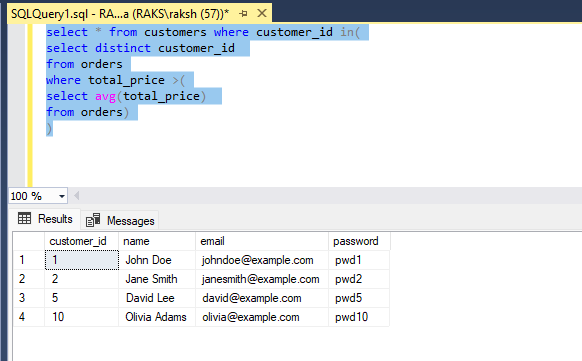 SQLQuery1.sql - RA...a (RAKS\raksh (57))*
select * from customers where customer_id in(
select distinct customer_id
from orders
where total_price >(
select avg(total_price)
from orders)
)
100 %
Results Messages
customer_id name email password
1 1 John Doe johndoe@example.com pwd1
2 2 Jane Smith janesmith@example.com pwd2
3 5 David Lee david@example.com pwd5
4 10 Olivia Adams olivia@example.com pwd10